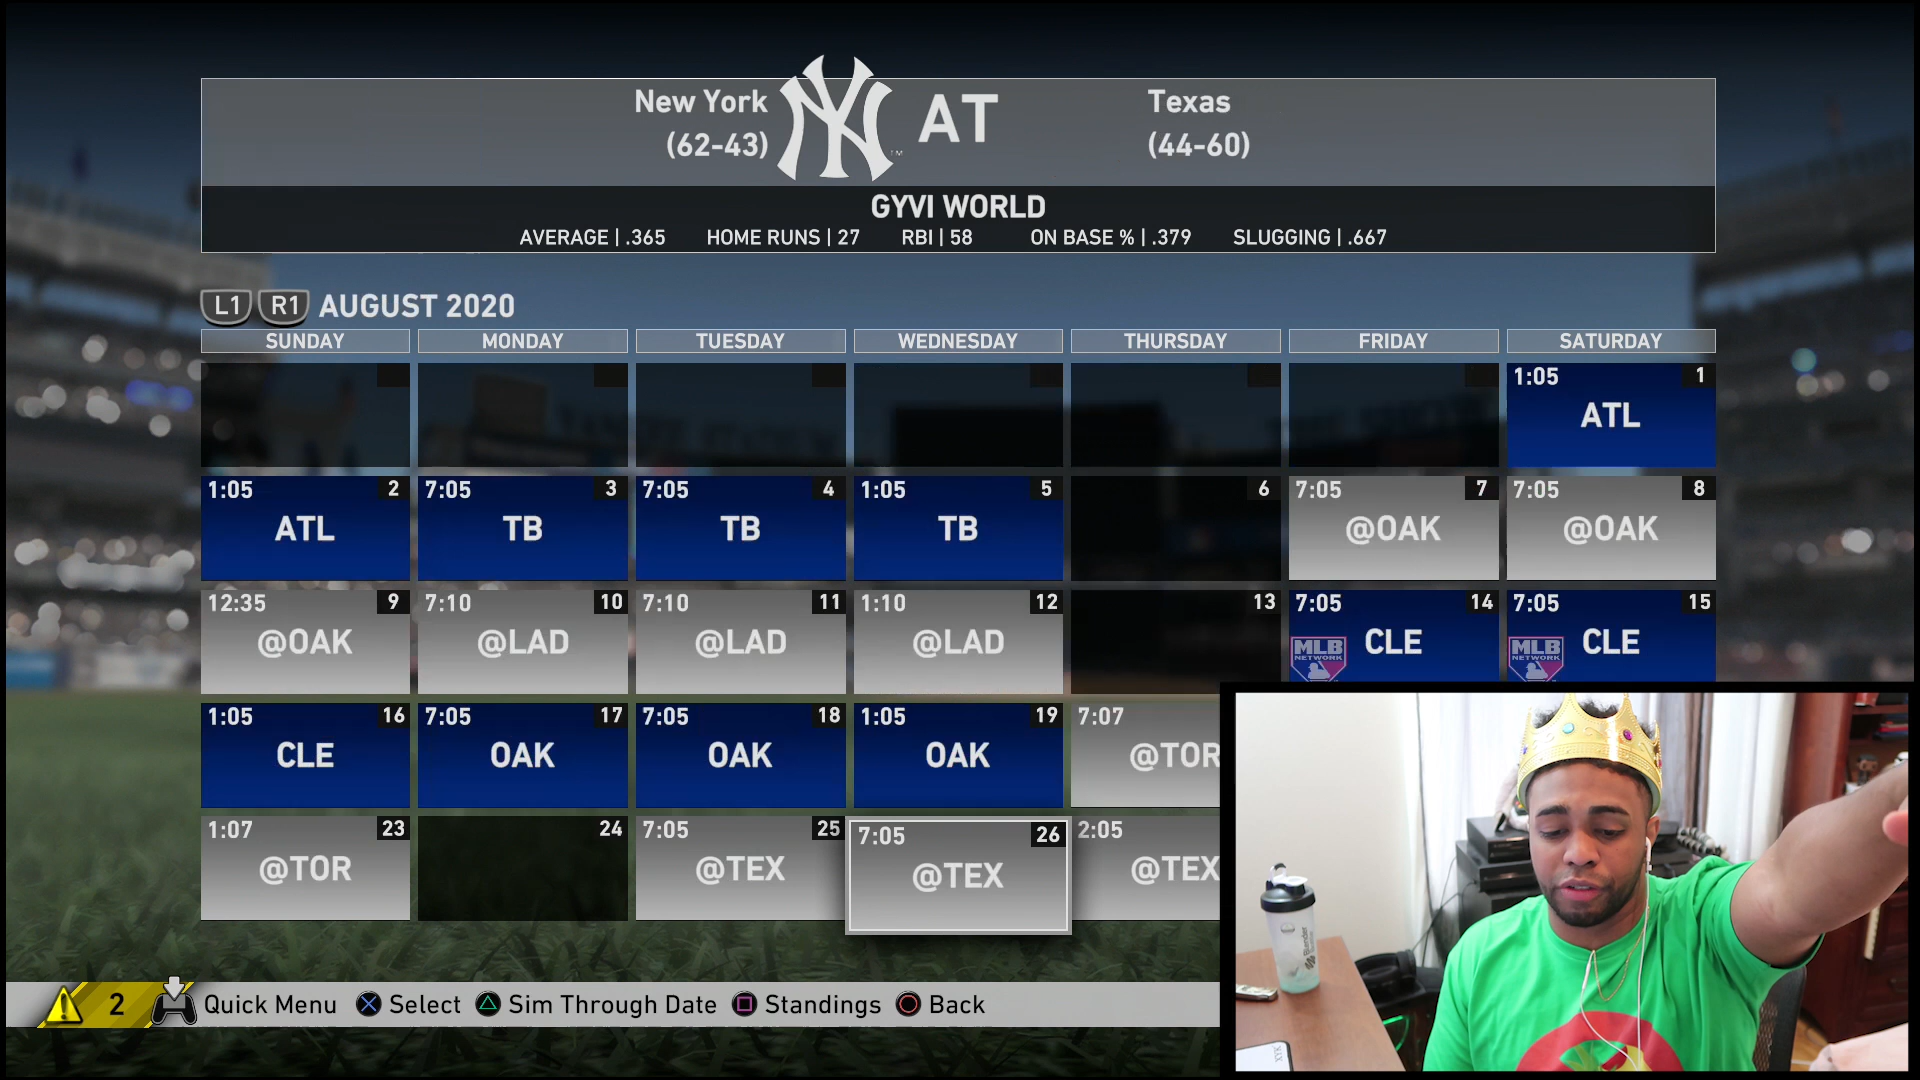 New York
(62-43)
NY
AT
Texas
(44-60)
GYVI WORLD
AVERAGE | .365 HOME RUNS | 27 RBI | 58 ON BASE % | .379 SLUGGING | .667
L1 R1 AUGUST 2020
SUNDAY MONDAY TUESDAY WEDNESDAY THURSDAY FRIDAY SATURDAY
1:05 1
ATL
1:05 2 7:05 3 7:05 4 1:05 5 6 7:05 7 7:05 8
ATL TB TB TB @OAK @OAK
12:35 9 7:10 10 7:10 11 1:10 12 13 7:05 14 7:05 15
@OAK @LAD @LAD @LAD MLB NETWORK CLE MLB NETWORK CLE
1:05 16 7:05 17 7:05 18 1:05 19 7:07
CLE OAK OAK OAK @TOR
1:07 23 24 7:05 25 7:05 26 2:05
@TOR @TEX @TEX @TEX
2 Quick Menu Select Sim Through Date Standings Back